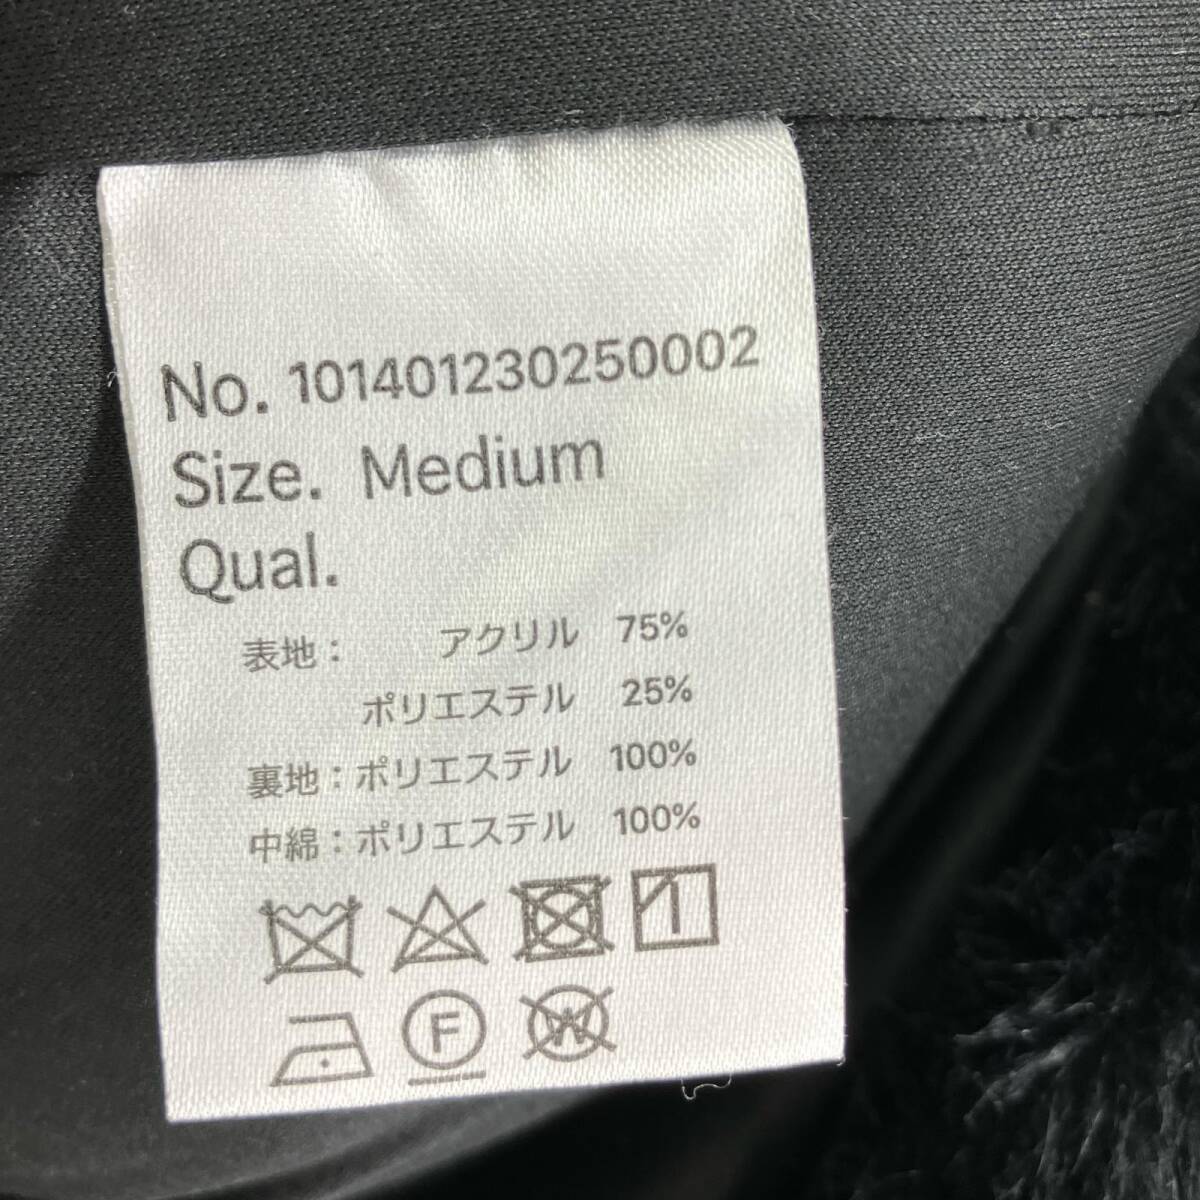 No. 101401230250002
Size. Medium
Qual.
表地： アクリル 75%
ポリエステル 25%
裏地：ポリエステル 100%
中綿：ポリエステル 100%
F W